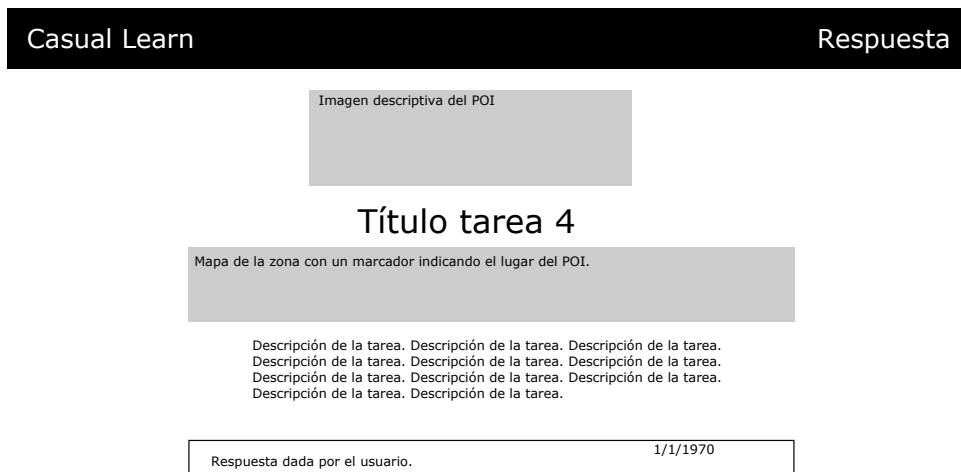 Casual Learn
Respuesta
Imagen descriptiva del POI
Título tarea 4
Mapa de la zona con un marcador indicando el lugar del POI.
Descripción de la tarea. Descripción de la tarea. Descripción de la tarea.
Descripción de la tarea. Descripción de la tarea. Descripción de la tarea.
Descripción de la tarea. Descripción de la tarea. Descripción de la tarea.
Descripción de la tarea. Descripción de la tarea.
1/1/1970
Respuesta dada por el usuario.